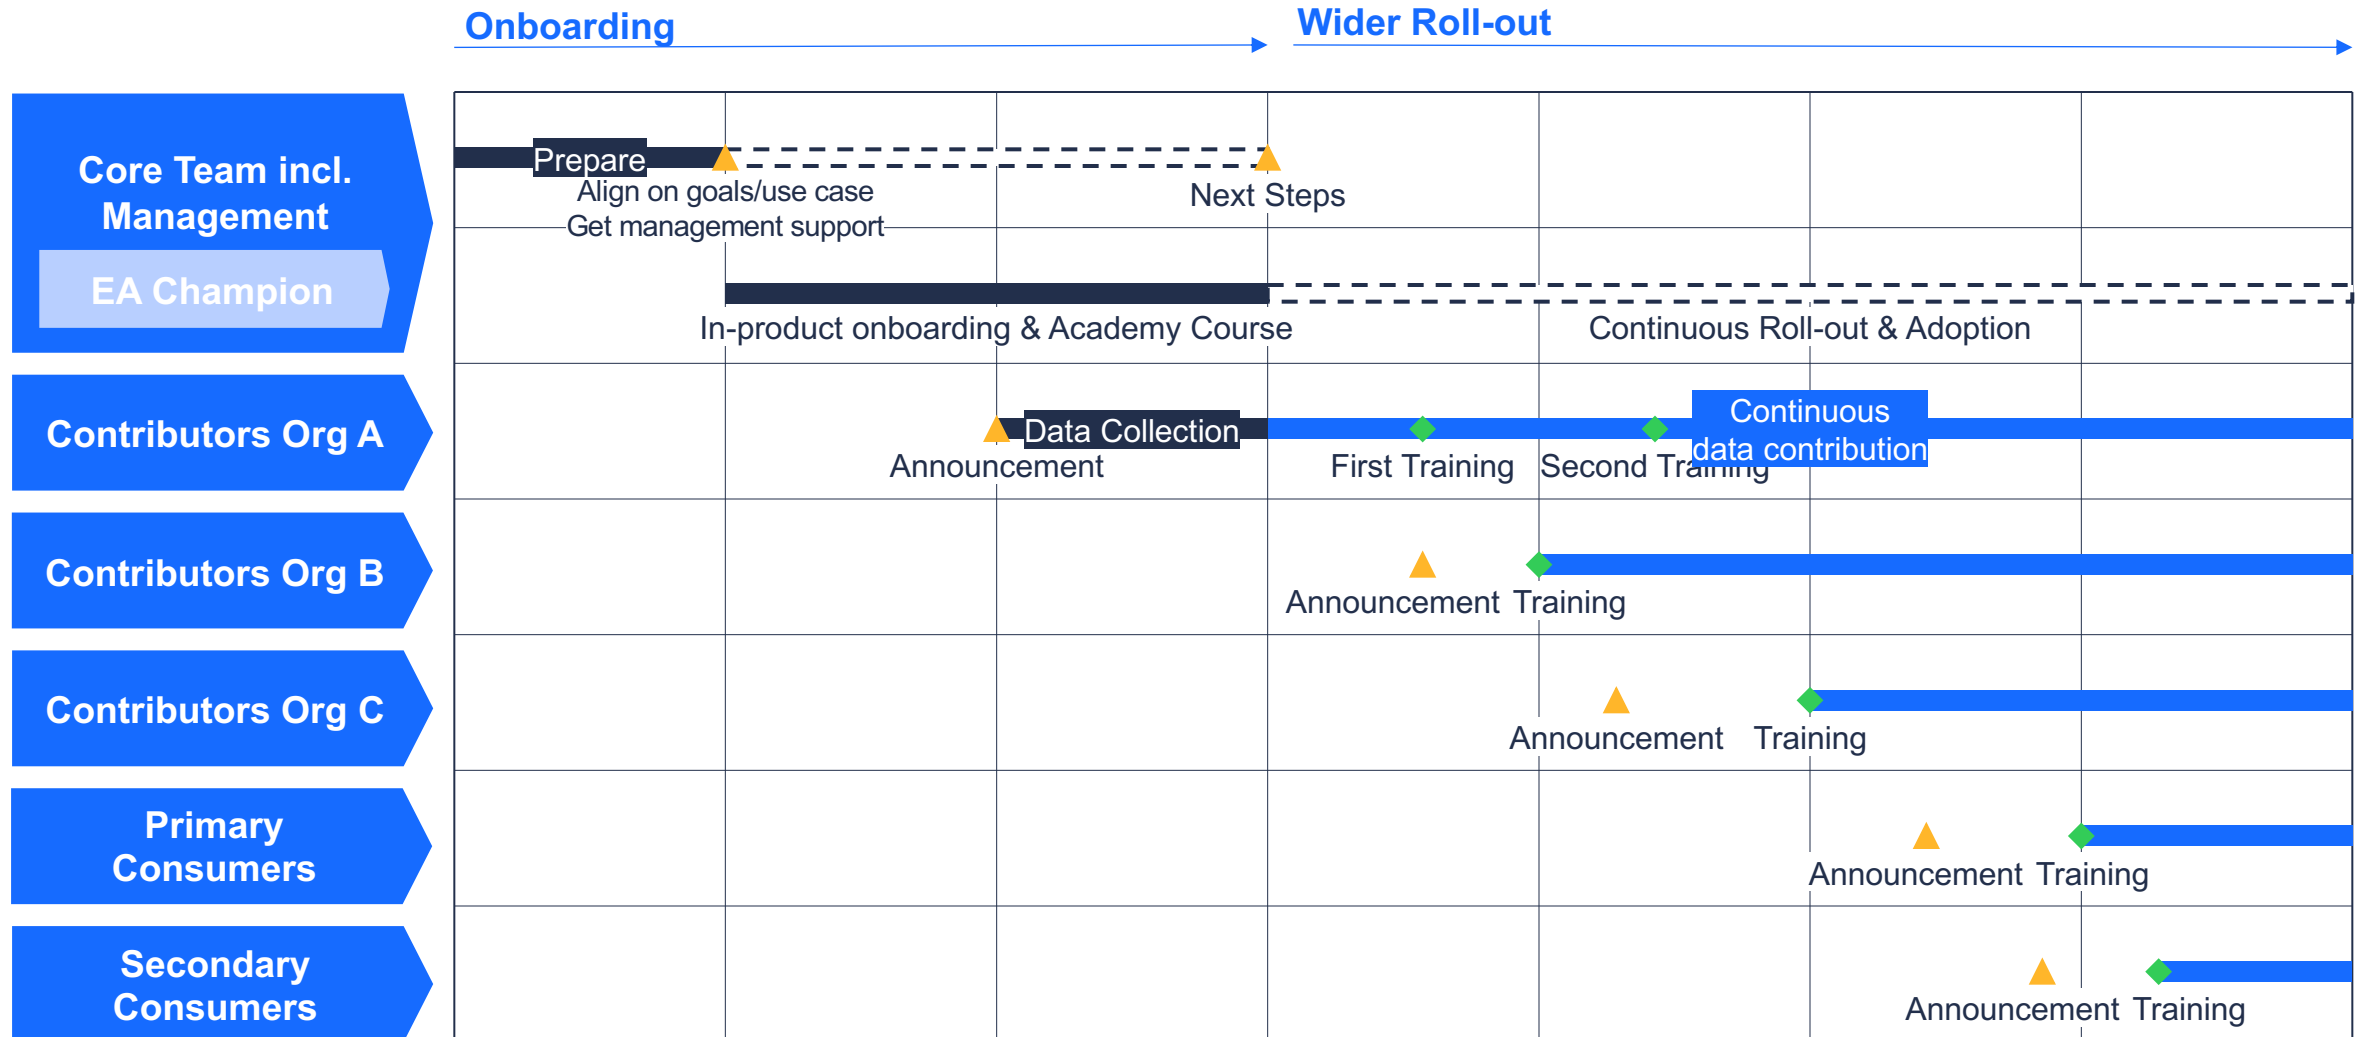 Onboarding
Wider Roll-out
Core Team incl.
Management
EA Champion
Prepare
Align on goals/use case
Get management support
Next Steps
In-product onboarding & Academy Course
Continuous Roll-out & Adoption
Contributors Org A
Data Collection
Announcement
First Training
Second Training
Continuous
data contribution
Contributors Org B
Announcement
Training
Contributors Org C
Announcement
Training
Primary
Consumers
Announcement
Training
Secondary
Consumers
Announcement
Training